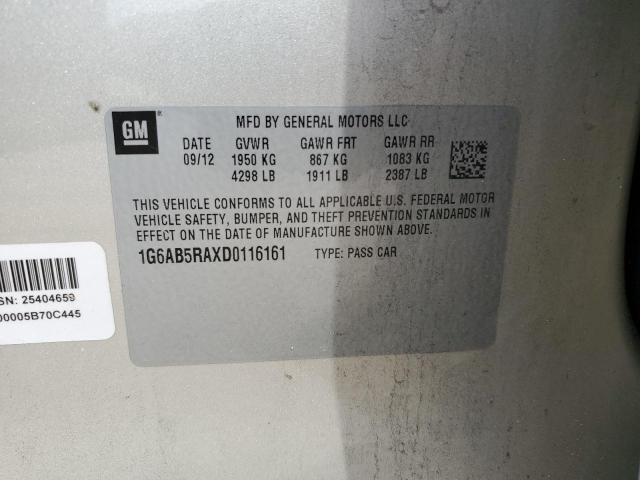 GM
MFD BY GENERAL MOTORS LLC
DATE GVWR GAWR FRT GAWR RR
09/12 1950 KG 867 KG 1083 KG
4298 LB 1911 LB 2387 LB
THIS VEHICLE CONFORMS TO ALL APPLICABLE U.S. FEDERAL MOTOR
VEHICLE SAFETY, BUMPER, AND THEFT PREVENTION STANDARDS IN
EFFECT ON THE DATE OF MANUFACTURE SHOWN ABOVE.
1G6AB5RAXD0116161 TYPE: PASS CAR
SN: 25404659
00005B70C445